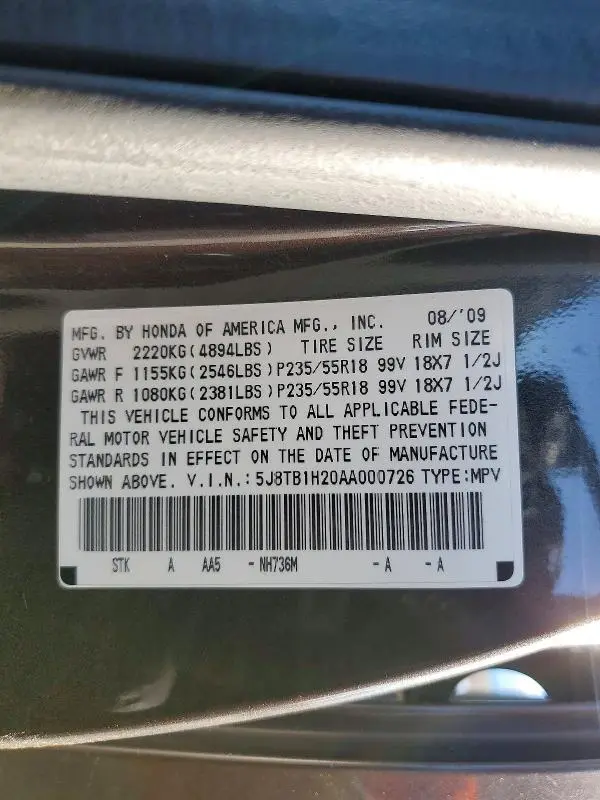 MFG. BY HONDA OF AMERICA MFG., INC. 08/'09
GVWR 2220KG(4894LBS) TIRE SIZE RIM SIZE
GAWR F 1155KG(2546LBS)P235/55R18 99V 18X7 1/2J
GAWR R 1080KG(2381LBS)P235/55R18 99V 18X7 1/2J
THIS VEHICLE CONFORMS TO ALL APPLICABLE FEDE-
RAL MOTOR VEHICLE SAFETY AND THEFT PREVENTION
STANDARDS IN EFFECT ON THE DATE OF MANUFACTURE
SHOWN ABOVE. V.I.N.:5J8TB1H20AA000726 TYPE:MPV
STK A AA5 -NH736M -A -A